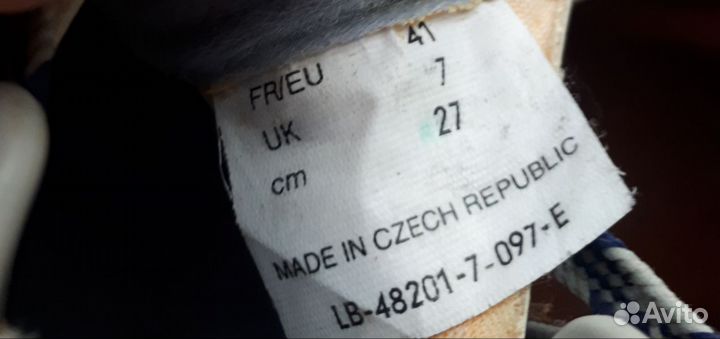 FR/EU 41
UK 7
cm 27
MADE IN CZECH REPUBLIC
LB-48201-7-097-E
Avito